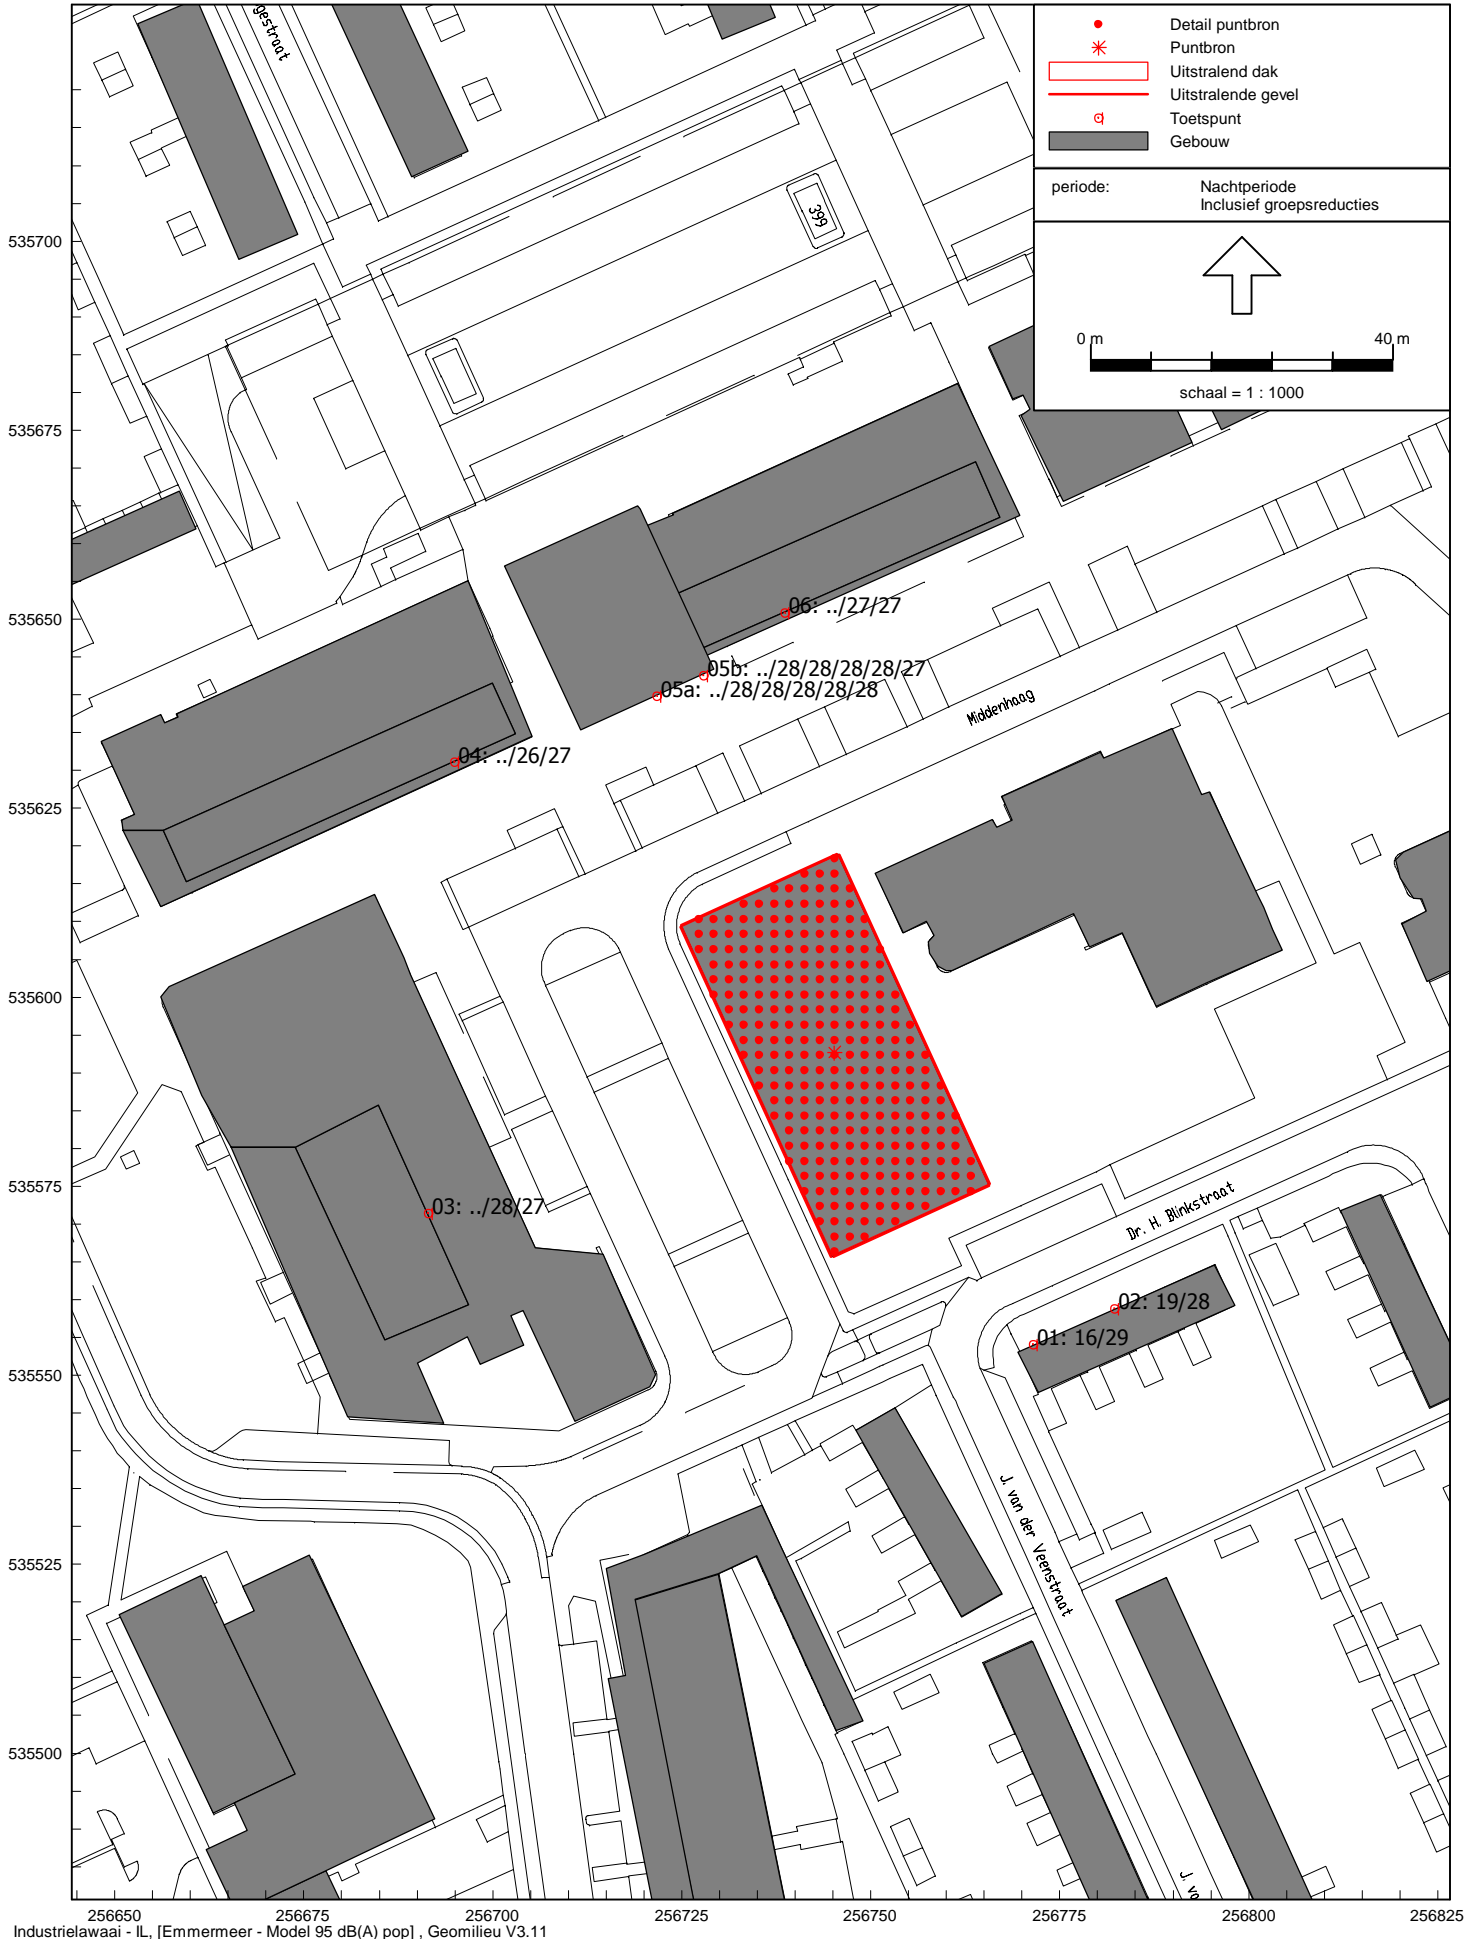 gestraat
Detail puntbron
Puntbron
Uitstralend dak
Uitstralende gevel
Toetspunt
Gebouw
periode: Nachtperiode
Inclusief groepsreducties
399
0 m 40 m
schaal = 1 : 1000
535700
535675
535650
535625
535600
535575
535550
535525
535500
06: ../27/27
05b: ../28/28/28/28/27
05a: ../28/28/28/28/28
Middenhaag
04: ../26/27
03: ../28/27
Dr. H. Blinkstraat
02: 19/28
01: 16/29
J. van der Veenstraat
J. va
256650 256675 256700 256725 256750 256775 256800 256825
Industrielawaai - IL, [Emmermeer - Model 95 dB(A) pop] , Geomilieu V3.11